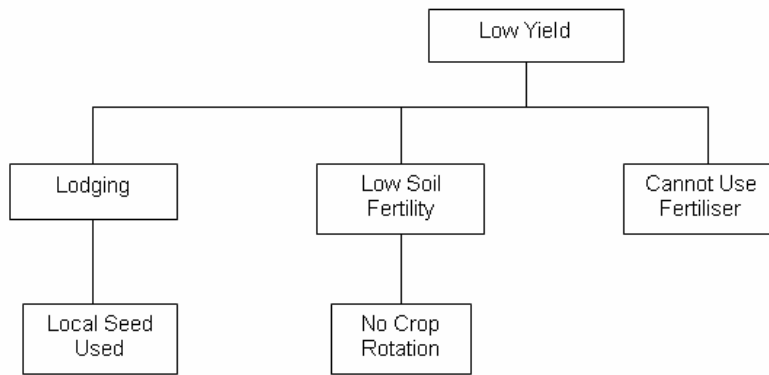 Low Yield
Lodging
Low Soil
Fertility
Cannot Use
Fertiliser
Local Seed
Used
No Crop
Rotation